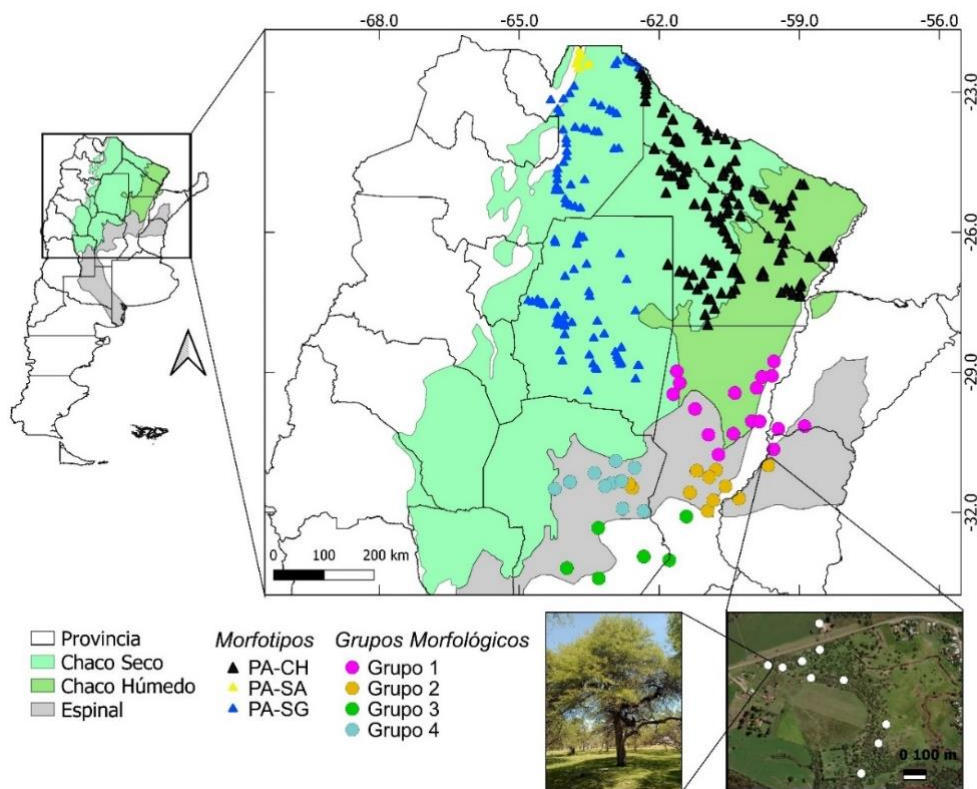 -68.0 -65.0 -62.0 -59.0 -56.0
-23.0
-26.0
-29.0
-32.0
0 100 200 km
Provincia
Chaco Seco
Chaco Húmedo
Espinal
Morfotipos
PA-CH
PA-SA
PA-SG
Grupos Morfológicos
Grupo 1
Grupo 2
Grupo 3
Grupo 4
0 100 m